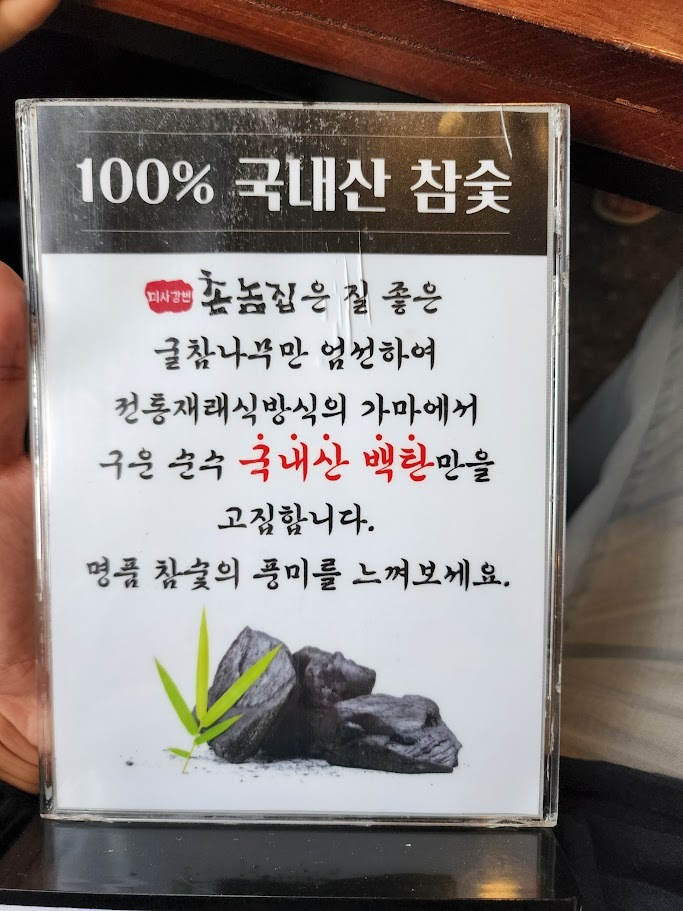 100% 국내산 참숯
미사강변 촌놈집은 질 좋은
굴참나무만 엄선하여
전통재태식방식의 가마에서
구운 순수 국내산 백탄만을
고집합니다.
명품 참숯의 풍미를 느껴보세요.